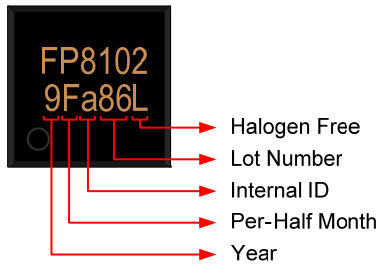 FP8102
9Fa86L
Halogen Free
Lot Number
Internal ID
Per-Half Month
Year